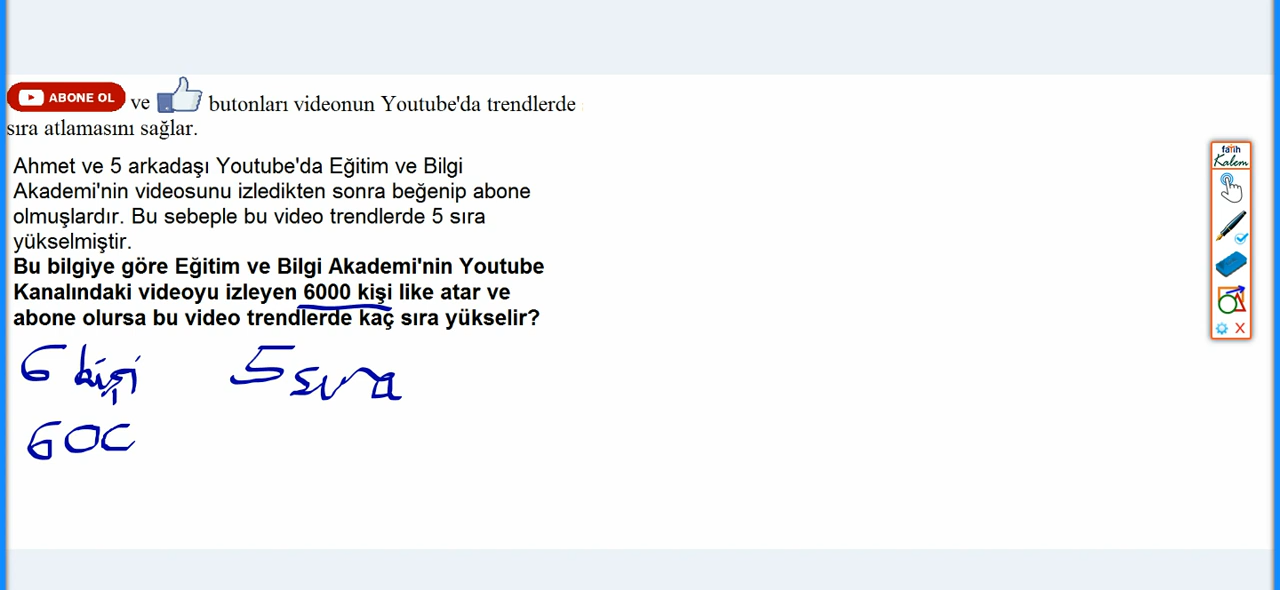 ABONE OL ve butonları videonun Youtube'da trendlerde
sıra atlamasını sağlar.
Ahmet ve 5 arkadaşı Youtube'da Eğitim ve Bilgi
Akademi'nin videosunu izledikten sonra beğenip abone
olmuşlardır. Bu sebeple bu video trendlerde 5 sıra
yükselmiştir.
Bu bilgiye göre Eğitim ve Bilgi Akademi'nin Youtube
Kanalındaki videoyu izleyen 6000 kişi like atar ve
abone olursa bu video trendlerde kaç sıra yükselir?
6 kişi 5 sıra
600
fatih
Kalem